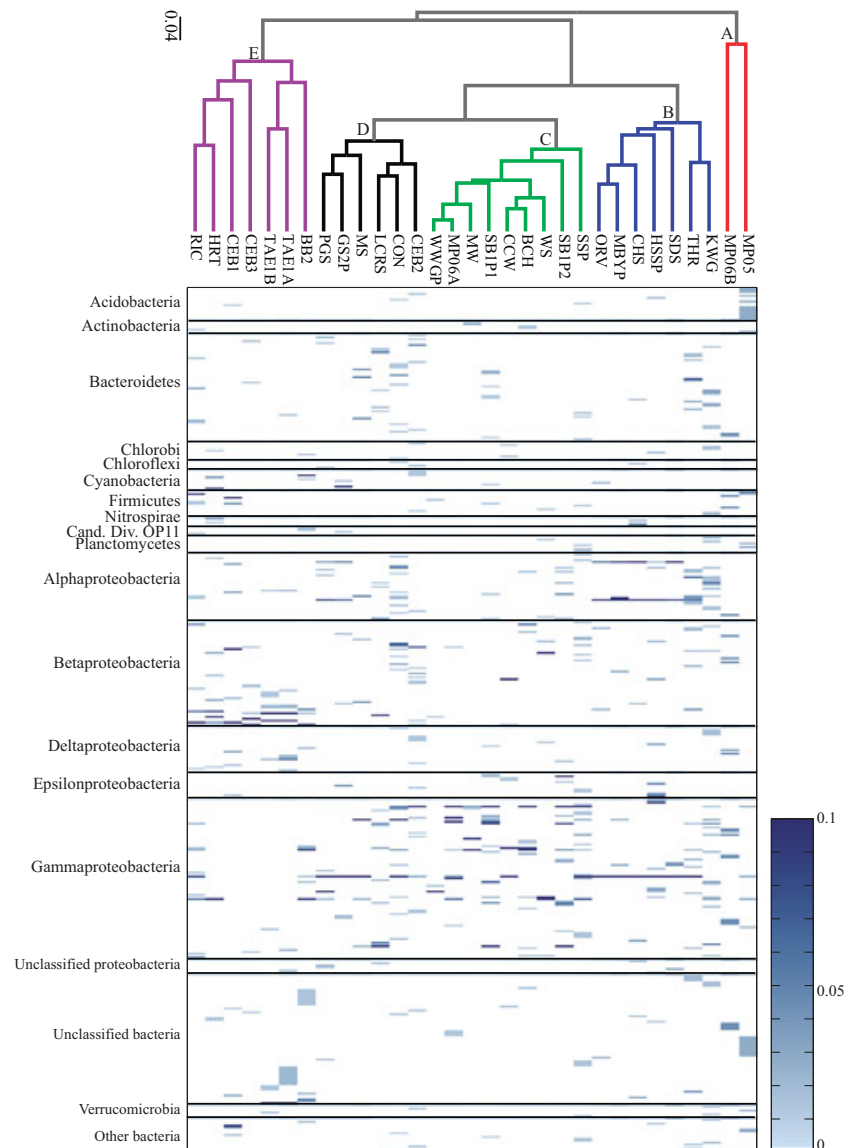 0.04
A
E
B
D
C
RIC
HRT
CEB1
CEB3
TAE1B
TAE1A
BB2
PGS
GS2P
MS
LCRS
CON
CEB2
WWGP
MP06A
MW
SB1P1
CCW
BCH
WS
SB1P2
SSP
ORV
MBYP
CHS
HSSP
SDS
THR
KWG
MP06B
MP05
Acidobacteria
Actinobacteria
Bacteroidetes
Chlorobi
Chloroflexi
Cyanobacteria
Firmicutes
Nitrospirae
Cand. Div. OP11
Planctomycetes
Alphaproteobacteria
Betaproteobacteria
Deltaproteobacteria
Epsilonproteobacteria
Gammaproteobacteria
Unclassified proteobacteria
Unclassified bacteria
Verrucomicrobia
Other bacteria
0.1
0.05
0